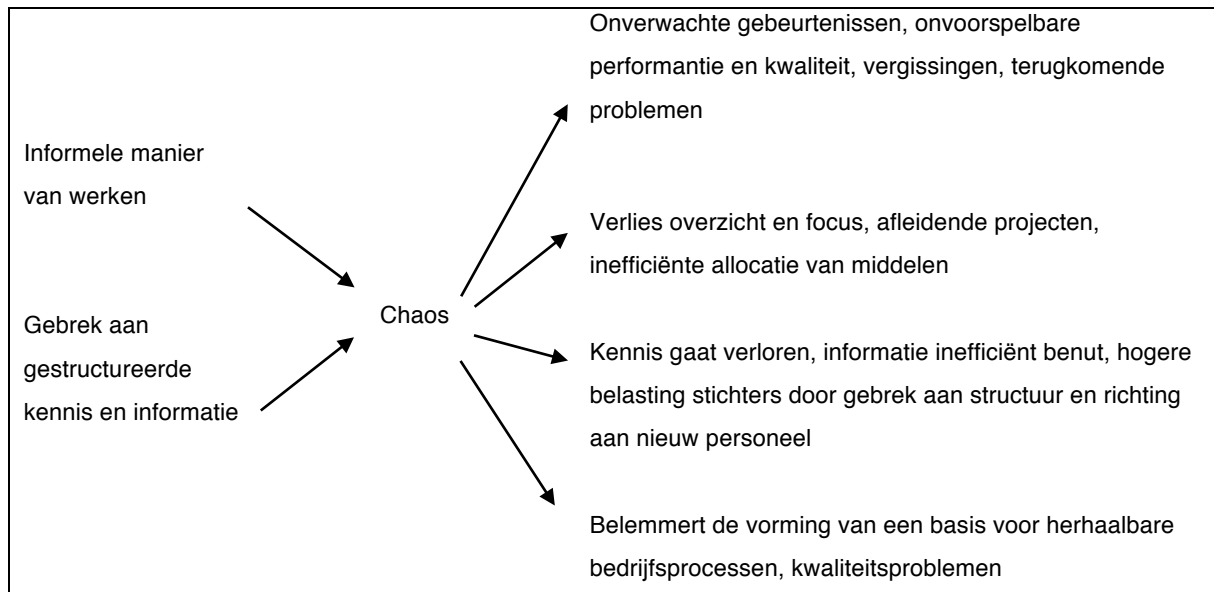 Informele manier
van werken
Gebrek aan
gestructureerde
kennis en informatie
Chaos
Onverwachte gebeurtenissen, onvoorspelbare
performantie en kwaliteit, vergissingen, terugkomende
problemen
Verlies overzicht en focus, afleidende projecten,
inefficiënte allocatie van middelen
Kennis gaat verloren, informatie inefficiënt benut, hogere
belasting stichters door gebrek aan structuur en richting
aan nieuw personeel
Belemmert de vorming van een basis voor herhaalbare
bedrijfsprocessen, kwaliteitsproblemen